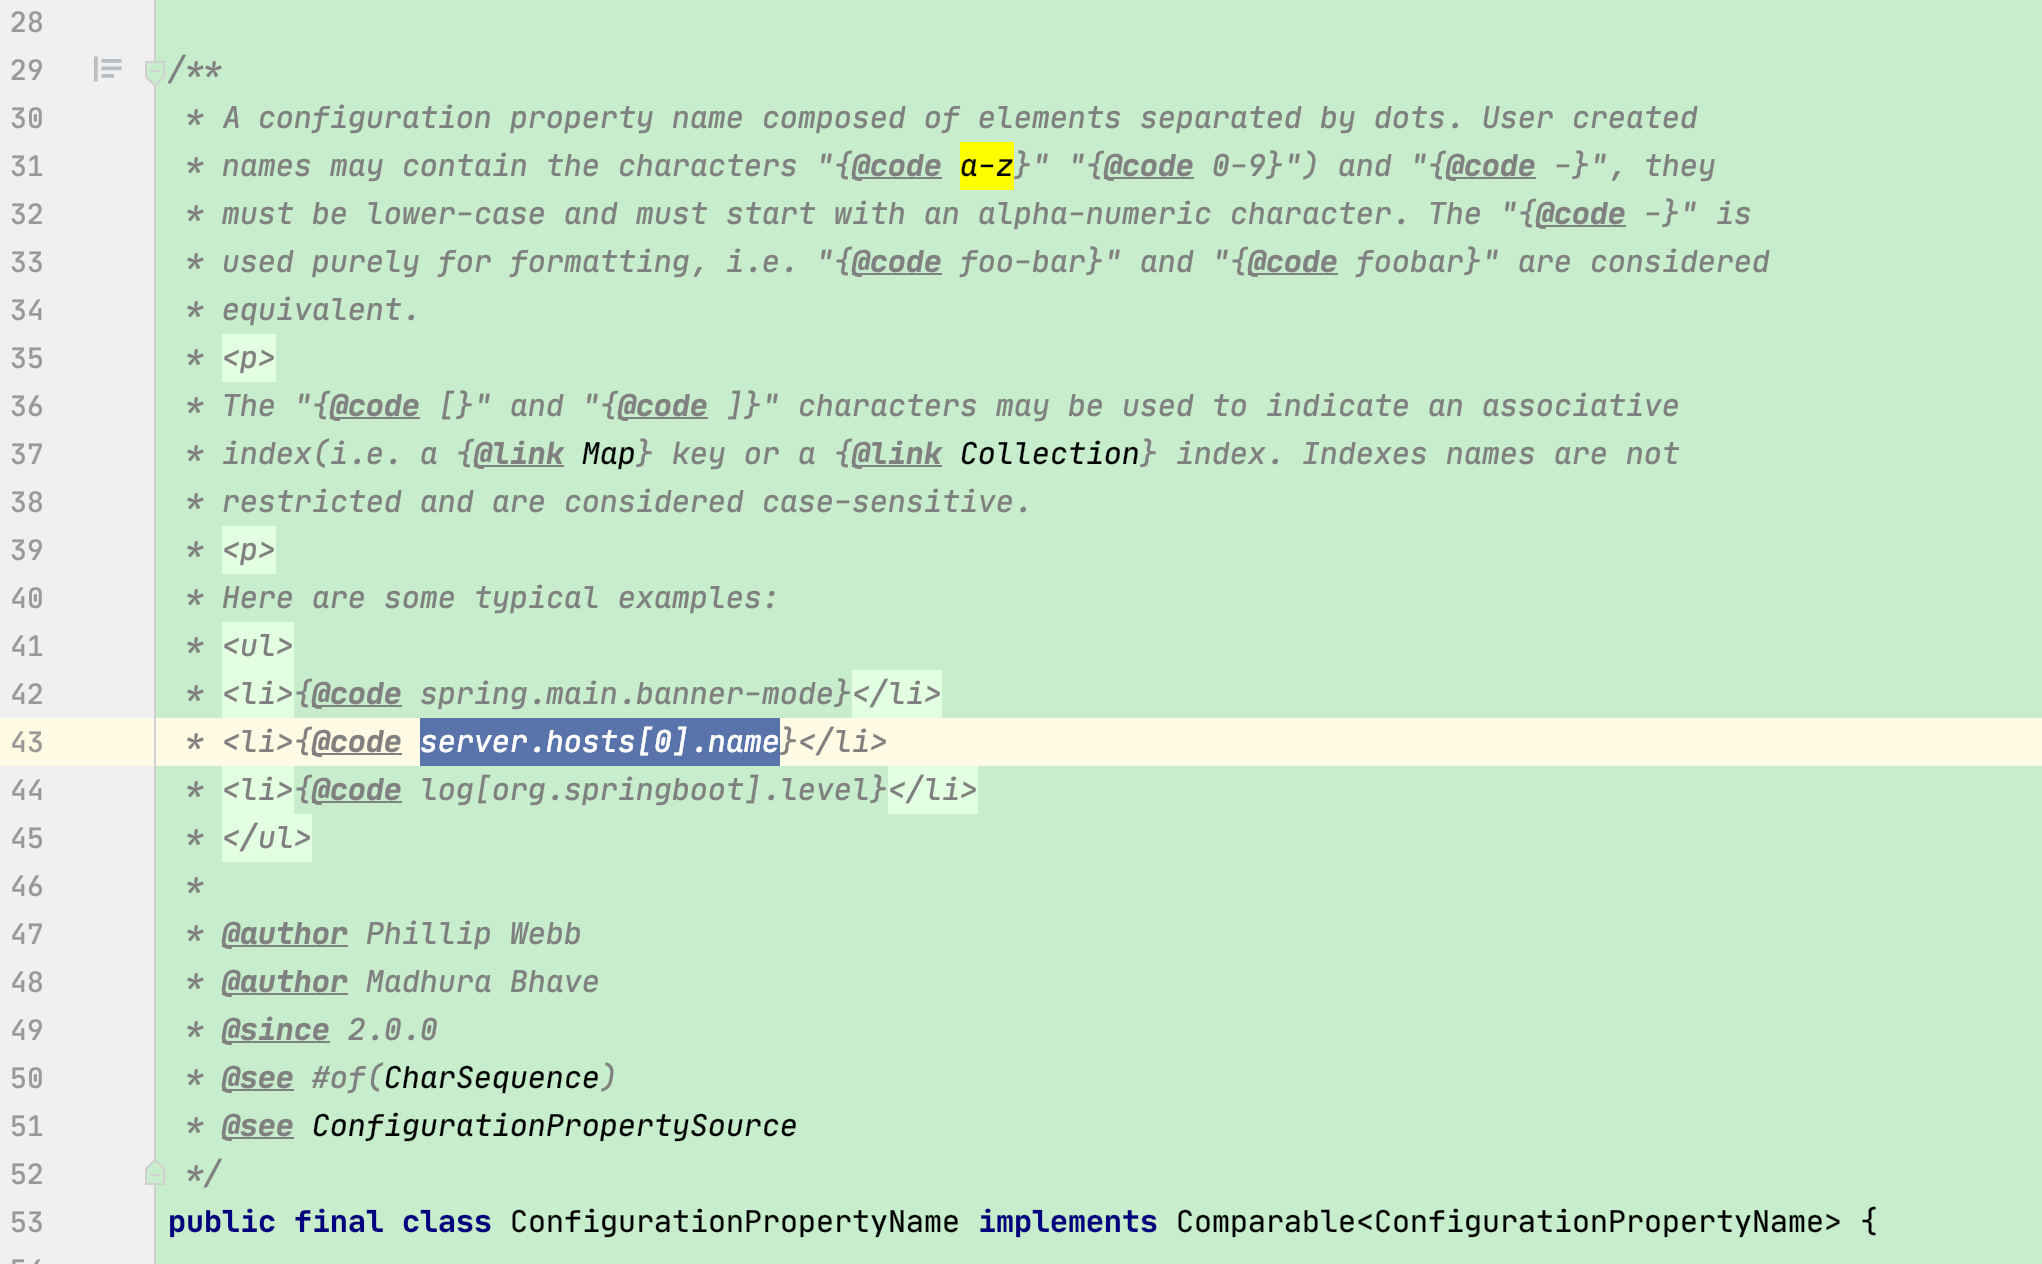 28
29 /**
30 * A configuration property name composed of elements separated by dots. User created
31 * names may contain the characters "{@code a-z}" "{@code 0-9}") and "{@code -}", they
32 * must be lower-case and must start with an alpha-numeric character. The "{@code -}" is
33 * used purely for formatting, i.e. "{@code foo-bar}" and "{@code foobar}" are considered
34 * equivalent.
35 * <p>
36 * The "{@code [}" and "{@code ]}" characters may be used to indicate an associative
37 * index(i.e. a {@link Map} key or a {@link Collection} index. Indexes names are not
38 * restricted and are considered case-sensitive.
39 * <p>
40 * Here are some typical examples:
41 * <ul>
42 * <li>{@code spring.main.banner-mode}</li>
43 * <li>{@code server.hosts[0].name}</li>
44 * <li>{@code log[org.springboot].level}</li>
45 * </ul>
46 *
47 * @author Phillip Webb
48 * @author Madhura Bhave
49 * @since 2.0.0
50 * @see #of(CharSequence)
51 * @see ConfigurationPropertySource
52 */
53 public final class ConfigurationPropertyName implements Comparable<ConfigurationPropertyName> {